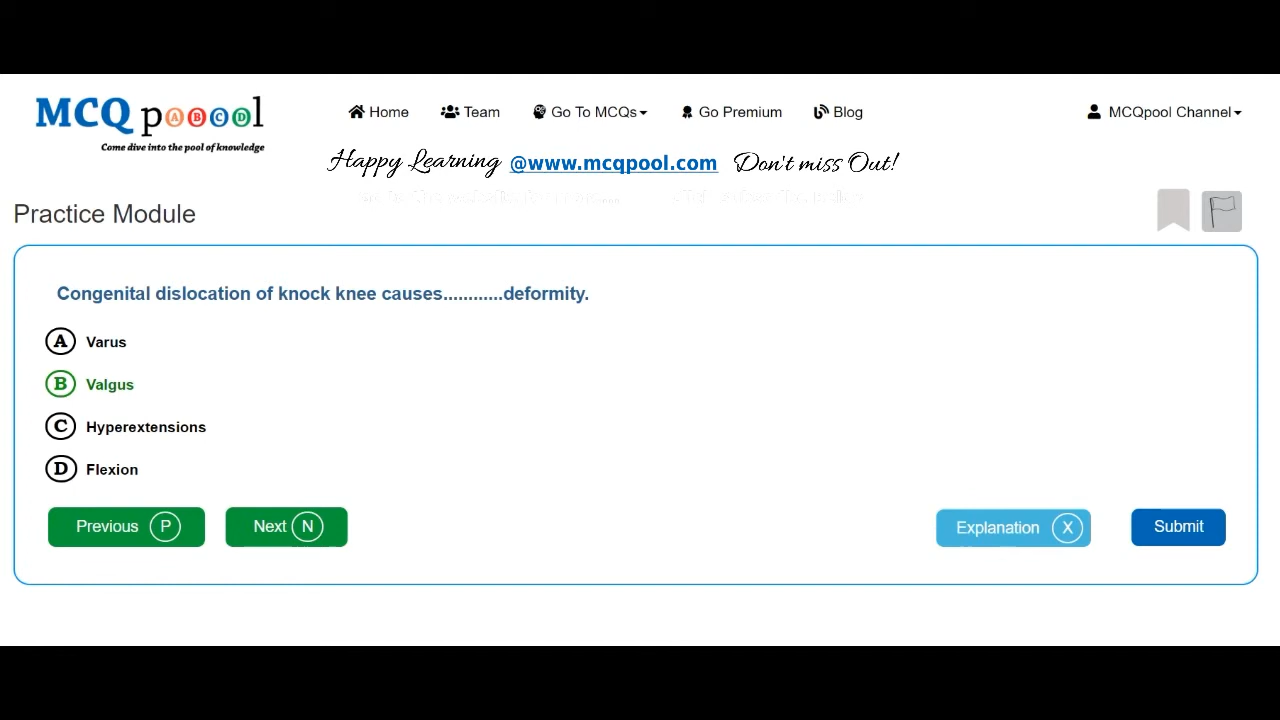 MCQ pABCDl
Come dive into the pool of knowledge
Home Team Go To MCQs Go Premium Blog MCQpool Channel
Happy Learning @www.mcqpool.com Don't miss Out!
Practice Module
Congenital dislocation of knock knee causes............deformity.
A Varus
B Valgus
C Hyperextensions
D Flexion
Previous P Next N Explanation X Submit